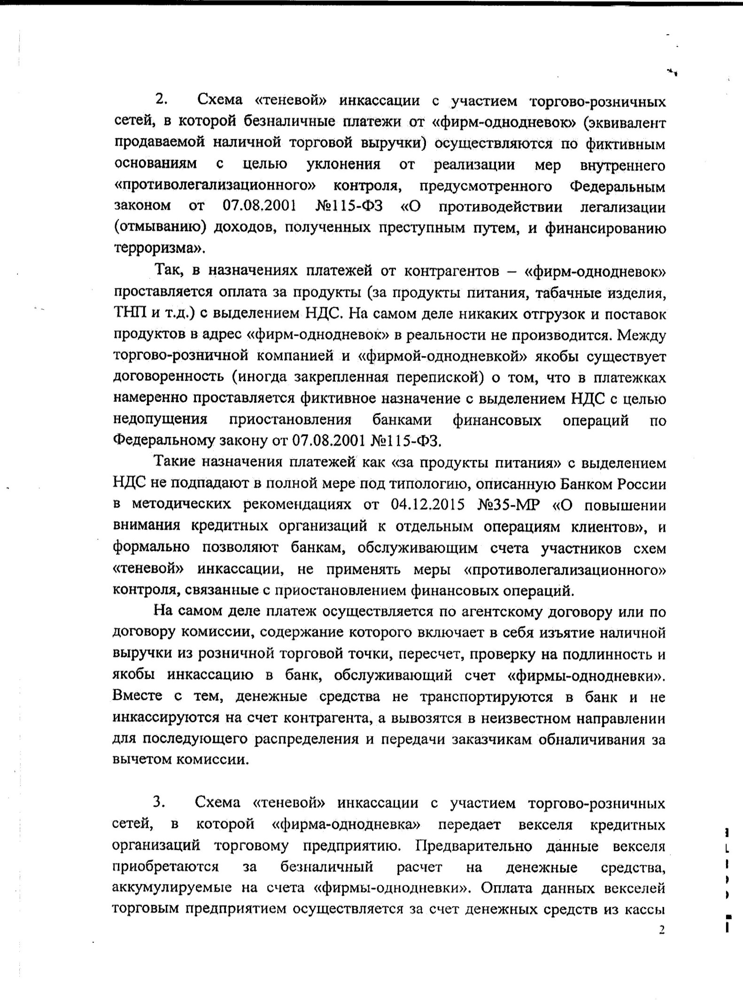 2. Схема «теневой» инкассации с участием торгово-розничных
сетей, в которой безналичные платежи от «фирм-однодневок» (эквивалент
продаваемой наличной торговой выручки) осуществляются по фиктивным
основаниям с целью уклонения от реализации мер внутреннего
«противолегализационного» контроля, предусмотренного Федеральным
законом от 07.08.2001 №115-ФЗ «О противодействии легализации
(отмыванию) доходов, полученных преступным путем, и финансированию
терроризма».
Так, в назначениях платежей от контрагентов – «фирм-однодневок»
проставляется оплата за продукты (за продукты питания, табачные изделия,
ТНП и т.д.) с выделением НДС. На самом деле никаких отгрузок и поставок
продуктов в адрес «фирм-однодневок» в реальности не производится. Между
торгово-розничной компанией и «фирмой-однодневкой» якобы существует
договоренность (иногда закрепленная перепиской) о том, что в платежках
намеренно проставляется фиктивное назначение с выделением НДС с целью
недопущения приостановления банками финансовых операций по
Федеральному закону от 07.08.2001 №115-ФЗ.
Такие назначения платежей как «за продукты питания» с выделением
НДС не подпадают в полной мере под типологию, описанную Банком России
в методических рекомендациях от 04.12.2015 №35-МР «О повышении
внимания кредитных организаций к отдельным операциям клиентов», и
формально позволяют банкам, обслуживающим счета участников схем
«теневой» инкассации, не применять меры «противолегализационного»
контроля, связанные с приостановлением финансовых операций.
На самом деле платеж осуществляется по агентскому договору или по
договору комиссии, содержание которого включает в себя изъятие наличной
выручки из розничной торговой точки, пересчет, проверку на подлинность и
якобы инкассацию в банк, обслуживающий счет «фирмы-однодневки».
Вместе с тем, денежные средства не транспортируются в банк и не
инкассируются на счет контрагента, а вывозятся в неизвестном направлении
для последующего распределения и передачи заказчикам обналичивания за
вычетом комиссии.
3. Схема «теневой» инкассации с участием торгово-розничных
сетей, в которой «фирма-однодневка» передает векселя кредитных
организаций торговому предприятию. Предварительно данные векселя
приобретаются за безналичный расчет на денежные средства,
аккумулируемые на счета «фирмы-однодневки». Оплата данных векселей
торговым предприятием осуществляется за счет денежных средств из кассы
2